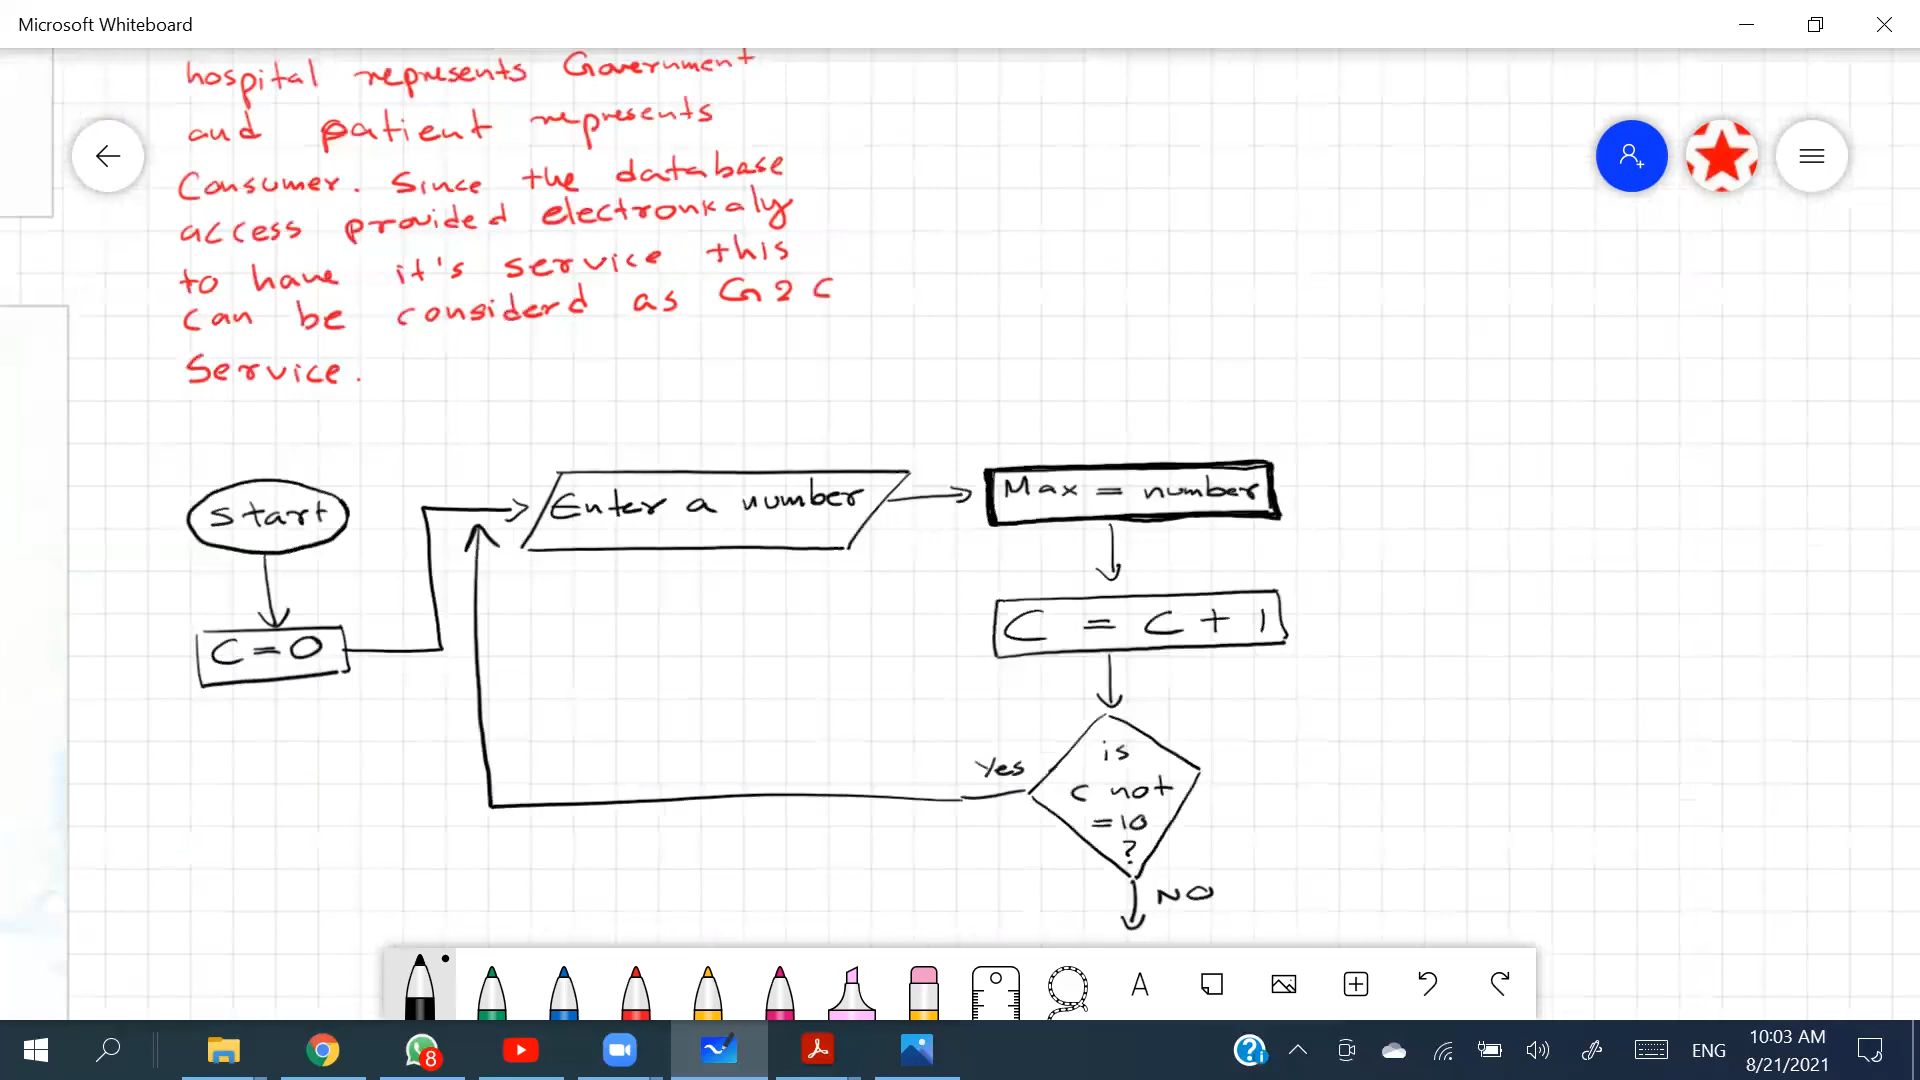 Microsoft Whiteboard
hospital represents Government
and patient represents
Consumer. Since the database
access provided electronkaly
to have it's service this
can be considerd as G2C
Service.
Start
Enter a number
Max = number
C = C + 1
C = 0
is
C not
= 10
?
Yes
NO
A
8
ENG
10:03 AM
8/21/2021